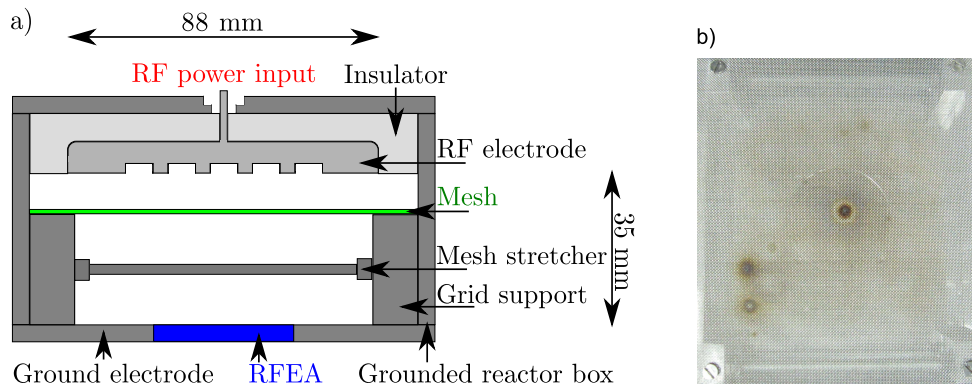 a)
88 mm
RF power input
Insulator
RF electrode
Mesh
35 mm
Mesh stretcher
Grid support
Ground electrode
RFEA
Grounded reactor box
b)